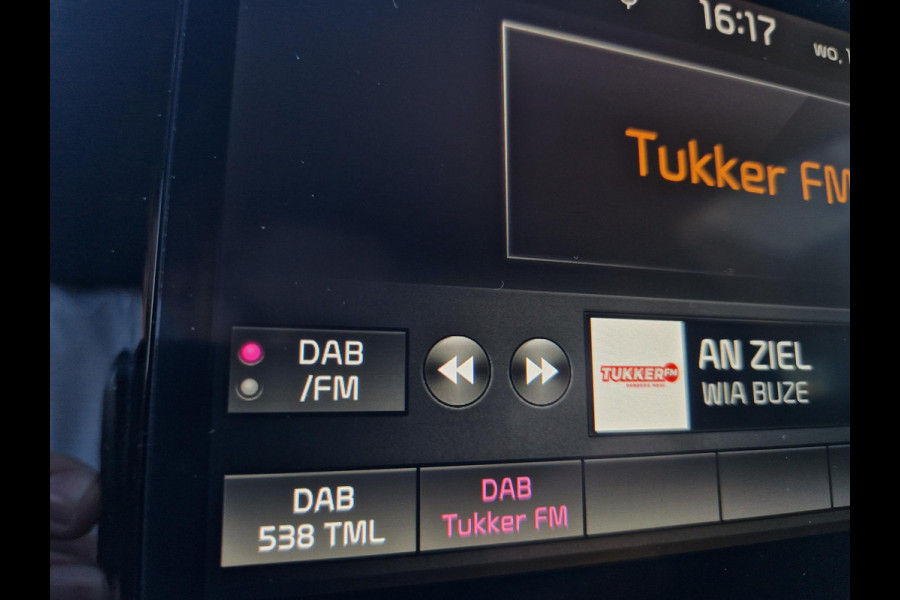 16:17
wo,
Tukker FM
DAB
/FM
TUKKER FM
AN ZIEL
WIA BUZE
DAB
538 TML
DAB
Tukker FM